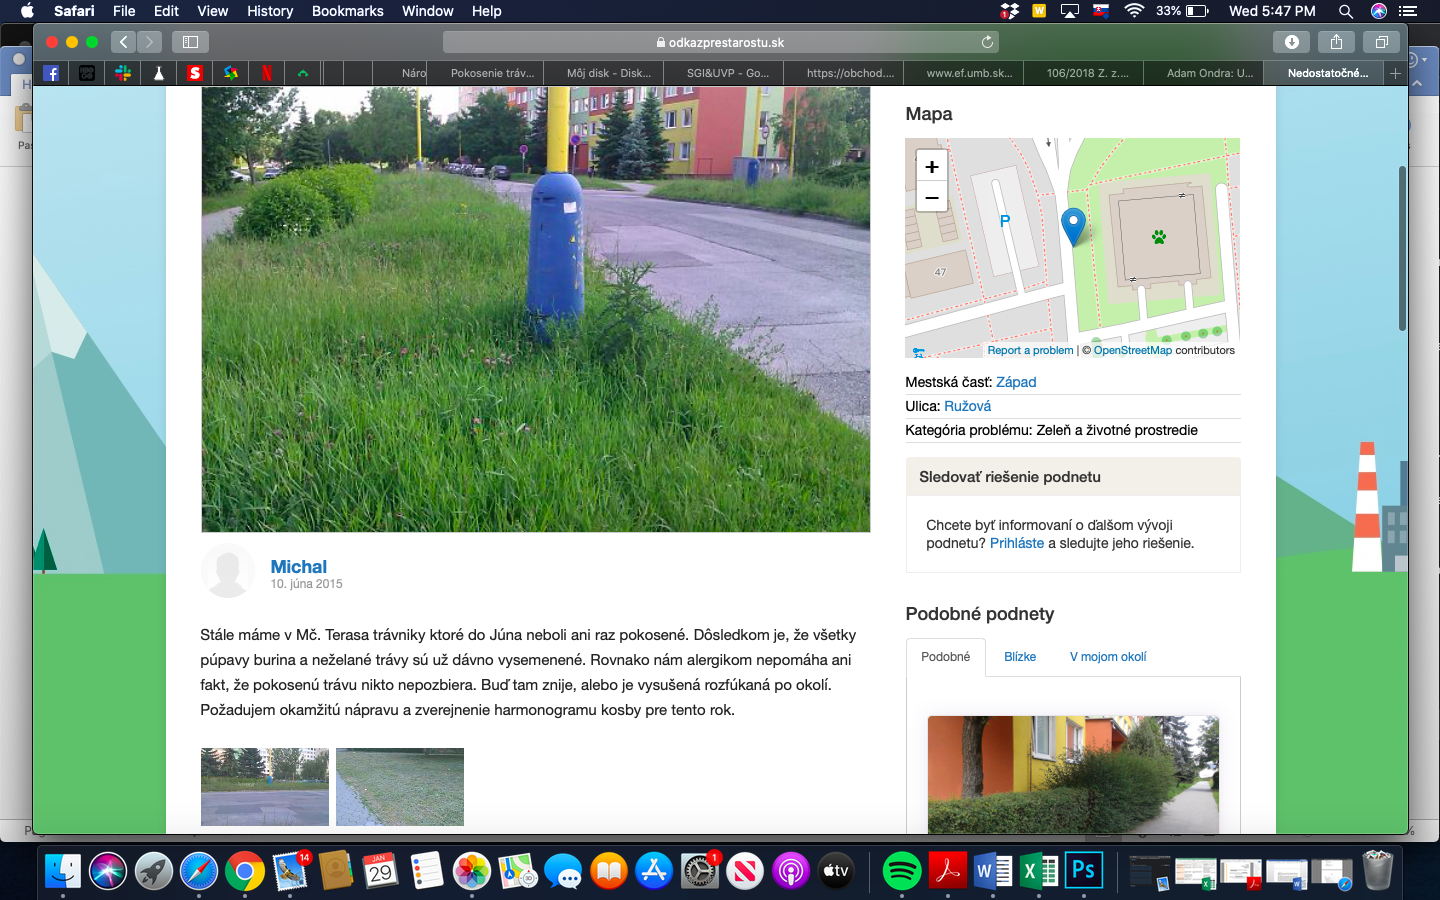 Safari File Edit View History Bookmarks Window Help
33%
Wed 5:47 PM
odkazprestarostu.sk
Náro
Pokosenie tráv...
Môj disk - Disk...
SGI&UVP - Go...
https://obchod....
www.ef.umb.sk...
106/2018 Z. z....
Adam Ondra: U...
Nedostatočné...
Mapa
+
−
P
47
Report a problem | © OpenStreetMap contributors
Mestská časť: Západ
Ulica: Ružová
Kategória problému: Zeleň a životné prostredie
Sledovať riešenie podnetu
Chcete byť informovaní o ďalšom vývoji
podnetu? Prihláste a sledujte jeho riešenie.
Michal
10. júna 2015
Stále máme v Mč. Terasa trávniky ktoré do Júna neboli ani raz pokosené. Dôsledkom je, že všetky
púpavy burina a neželané trávy sú už dávno vysemenené. Rovnako nám alergikom nepomáha ani
fakt, že pokosenú trávu nikto nepozbiera. Buď tam znije, alebo je vysušená rozfúkaná po okolí.
Požadujem okamžitú nápravu a zverejnenie harmonogramu kosby pre tento rok.
Podobné podnety
Podobné
Blízke
V mojom okolí
14
JAN
29
1
tv
W
X
Ps